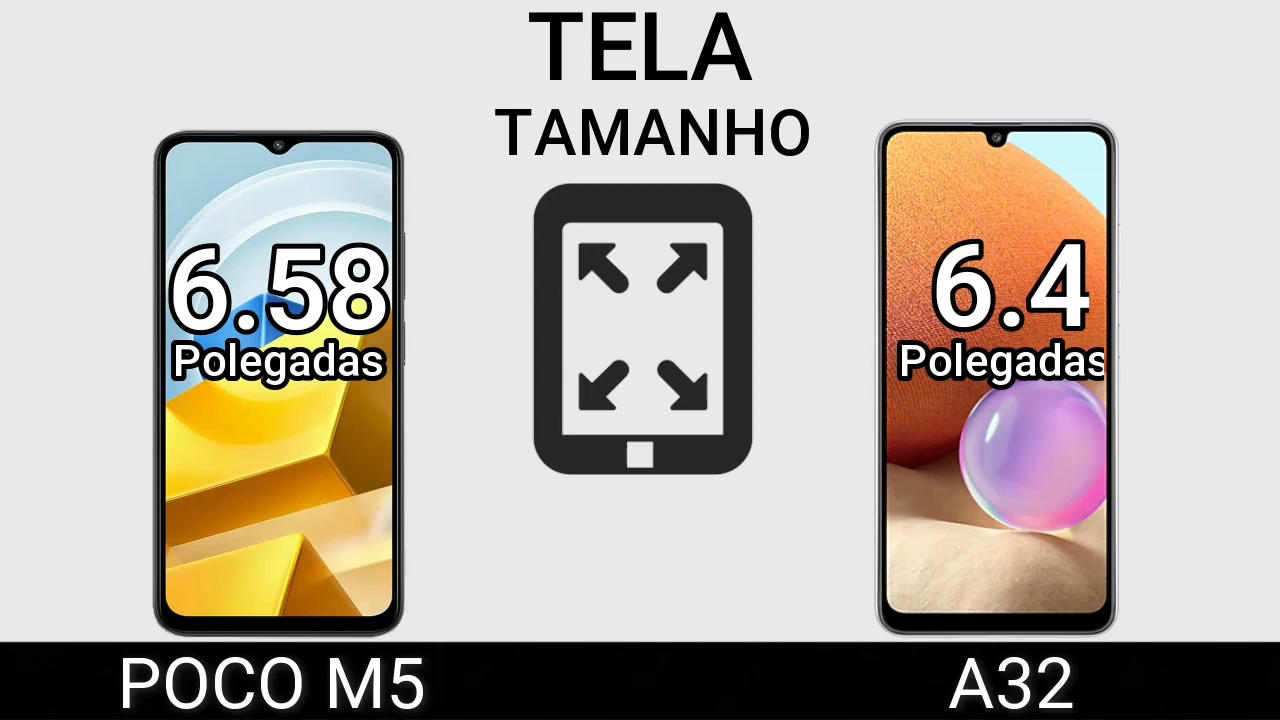 TELA
TAMANHO
6.58
Polegadas
6.4
Polegadas
POCO M5
A32